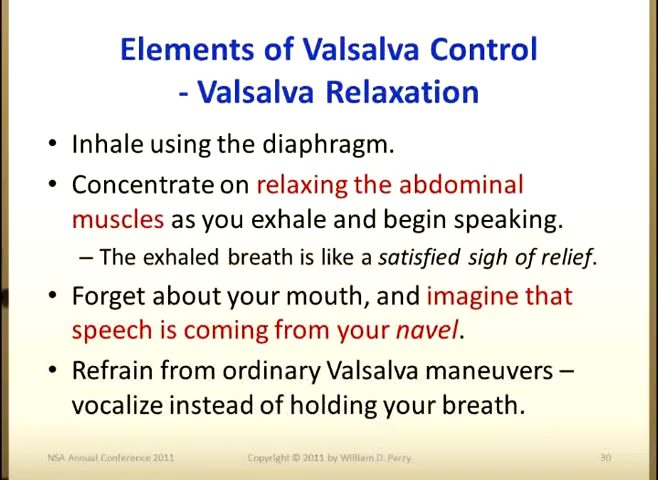 Elements of Valsalva Control
- Valsalva Relaxation
• Inhale using the diaphragm.
• Concentrate on relaxing the abdominal
muscles as you exhale and begin speaking.
– The exhaled breath is like a satisfied sigh of relief.
• Forget about your mouth, and imagine that
speech is coming from your navel.
• Refrain from ordinary Valsalva maneuvers –
vocalize instead of holding your breath.
NSA Annual Conference 2011 Copyright © 2011 by William D. Parry 30